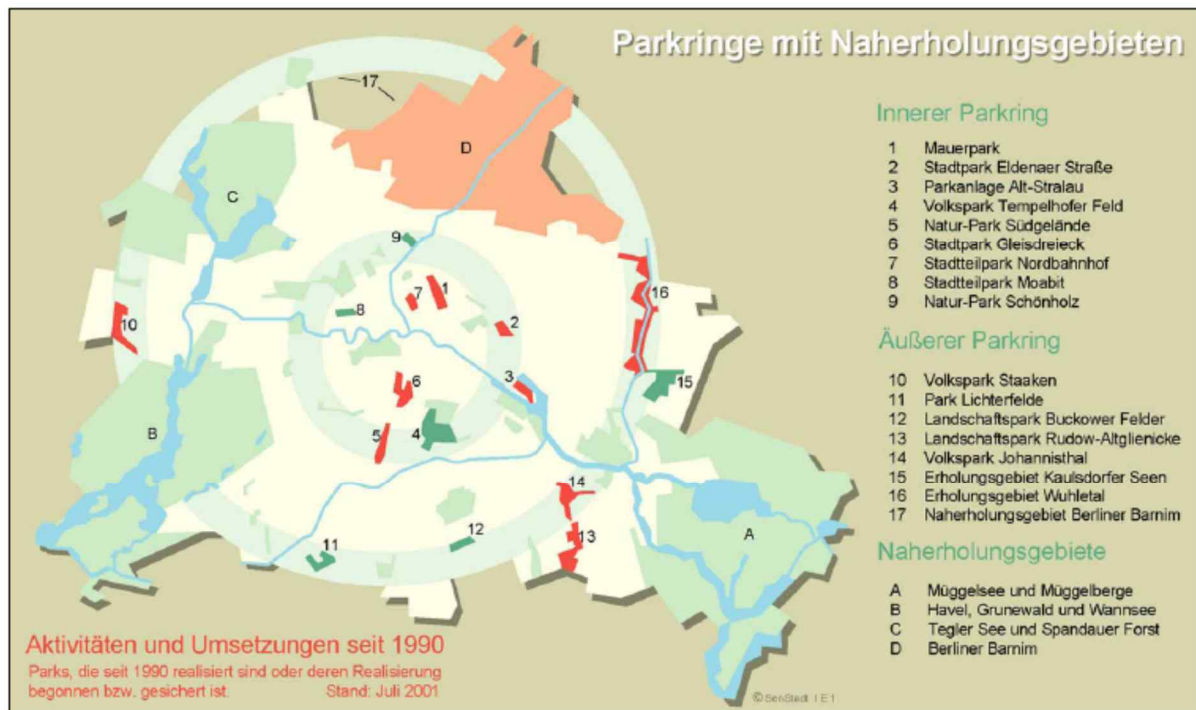 Parkringe mit Naherholungsgebieten
Innerer Parkring
1 Mauerpark
2 Stadtpark Eldenaer Straße
3 Parkanlage Alt-Stralau
4 Volkspark Tempelhofer Feld
5 Natur-Park Südgelände
6 Stadtpark Gleisdreieck
7 Stadtteilpark Nordbahnhof
8 Stadtteilpark Moabit
9 Natur-Park Schönholz
Äußerer Parkring
10 Volkspark Staaken
11 Park Lichterfelde
12 Landschaftspark Buckower Felder
13 Landschaftspark Rudow-Altglienicke
14 Volkspark Johannisthal
15 Erholungsgebiet Kaulsdorfer Seen
16 Erholungsgebiet Wuhletal
17 Naherholungsgebiet Berliner Barnim
Naherholungsgebiete
A Müggelsee und Müggelberge
B Havel, Grunewald und Wannsee
C Tegler See und Spandauer Forst
D Berliner Barnim
17
D
C
9
16
7
1
8
2
10
3
15
6
4
5
B
14
12
13
11
A
Aktivitäten und Umsetzungen seit 1990
Parks, die seit 1990 realisiert sind oder deren Realisierung
begonnen bzw. gesichert ist. Stand: Juli 2001
© SenStadt I E 1